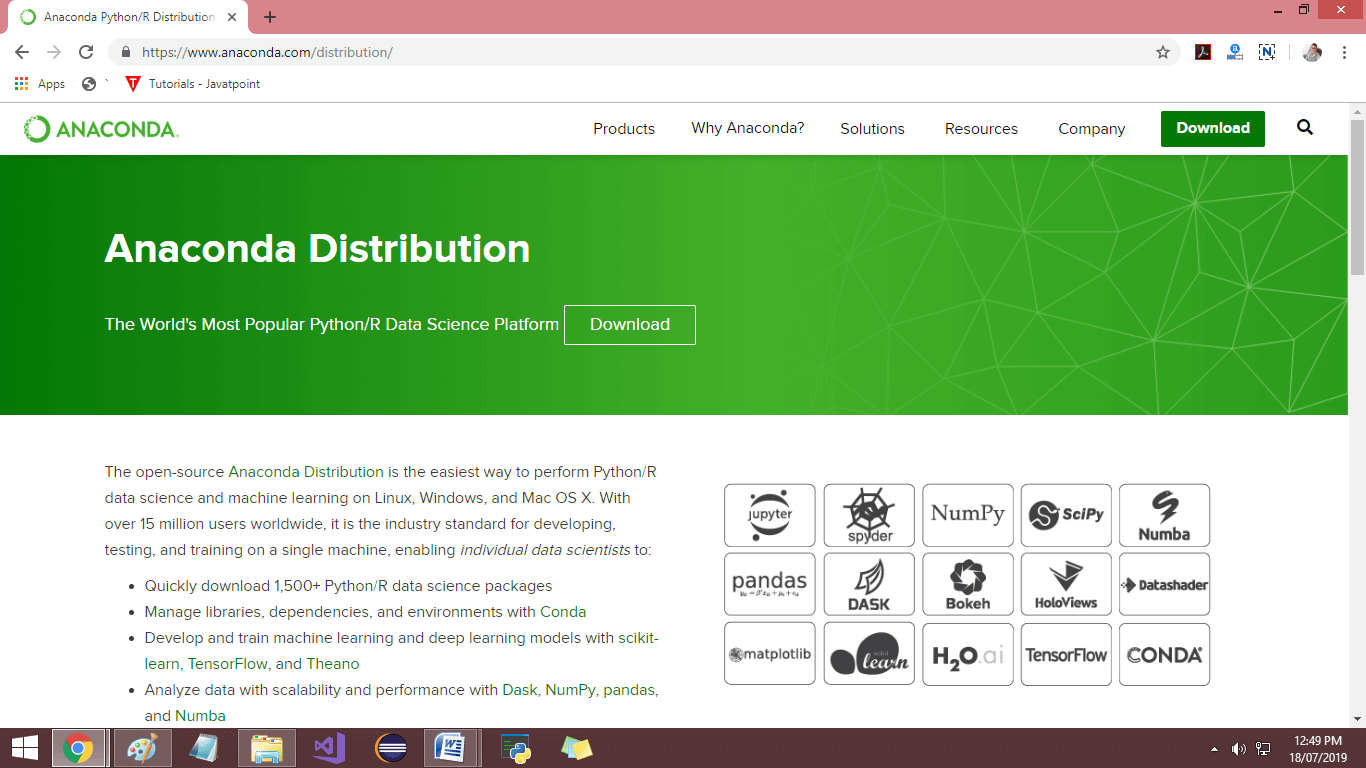 Anaconda Python/R Distribution
https://www.anaconda.com/distribution/
Apps
Tutorials - Javatpoint
ANACONDA.
Products Why Anaconda? Solutions Resources Company Download
Anaconda Distribution
The World's Most Popular Python/R Data Science Platform Download
The open-source Anaconda Distribution is the easiest way to perform Python/R
data science and machine learning on Linux, Windows, and Mac OS X. With
over 15 million users worldwide, it is the industry standard for developing,
testing, and training on a single machine, enabling individual data scientists to:
• Quickly download 1,500+ Python/R data science packages
• Manage libraries, dependencies, and environments with Conda
• Develop and train machine learning and deep learning models with scikit-
learn, TensorFlow, and Theano
• Analyze data with scalability and performance with Dask, NumPy, pandas,
and Numba
jupyter spyder NumPy SciPy Numba
pandas DASK Bokeh HoloViews Datashader
matplotlib scikit learn H2O.ai TensorFlow CONDA
12:49 PM
18/07/2019